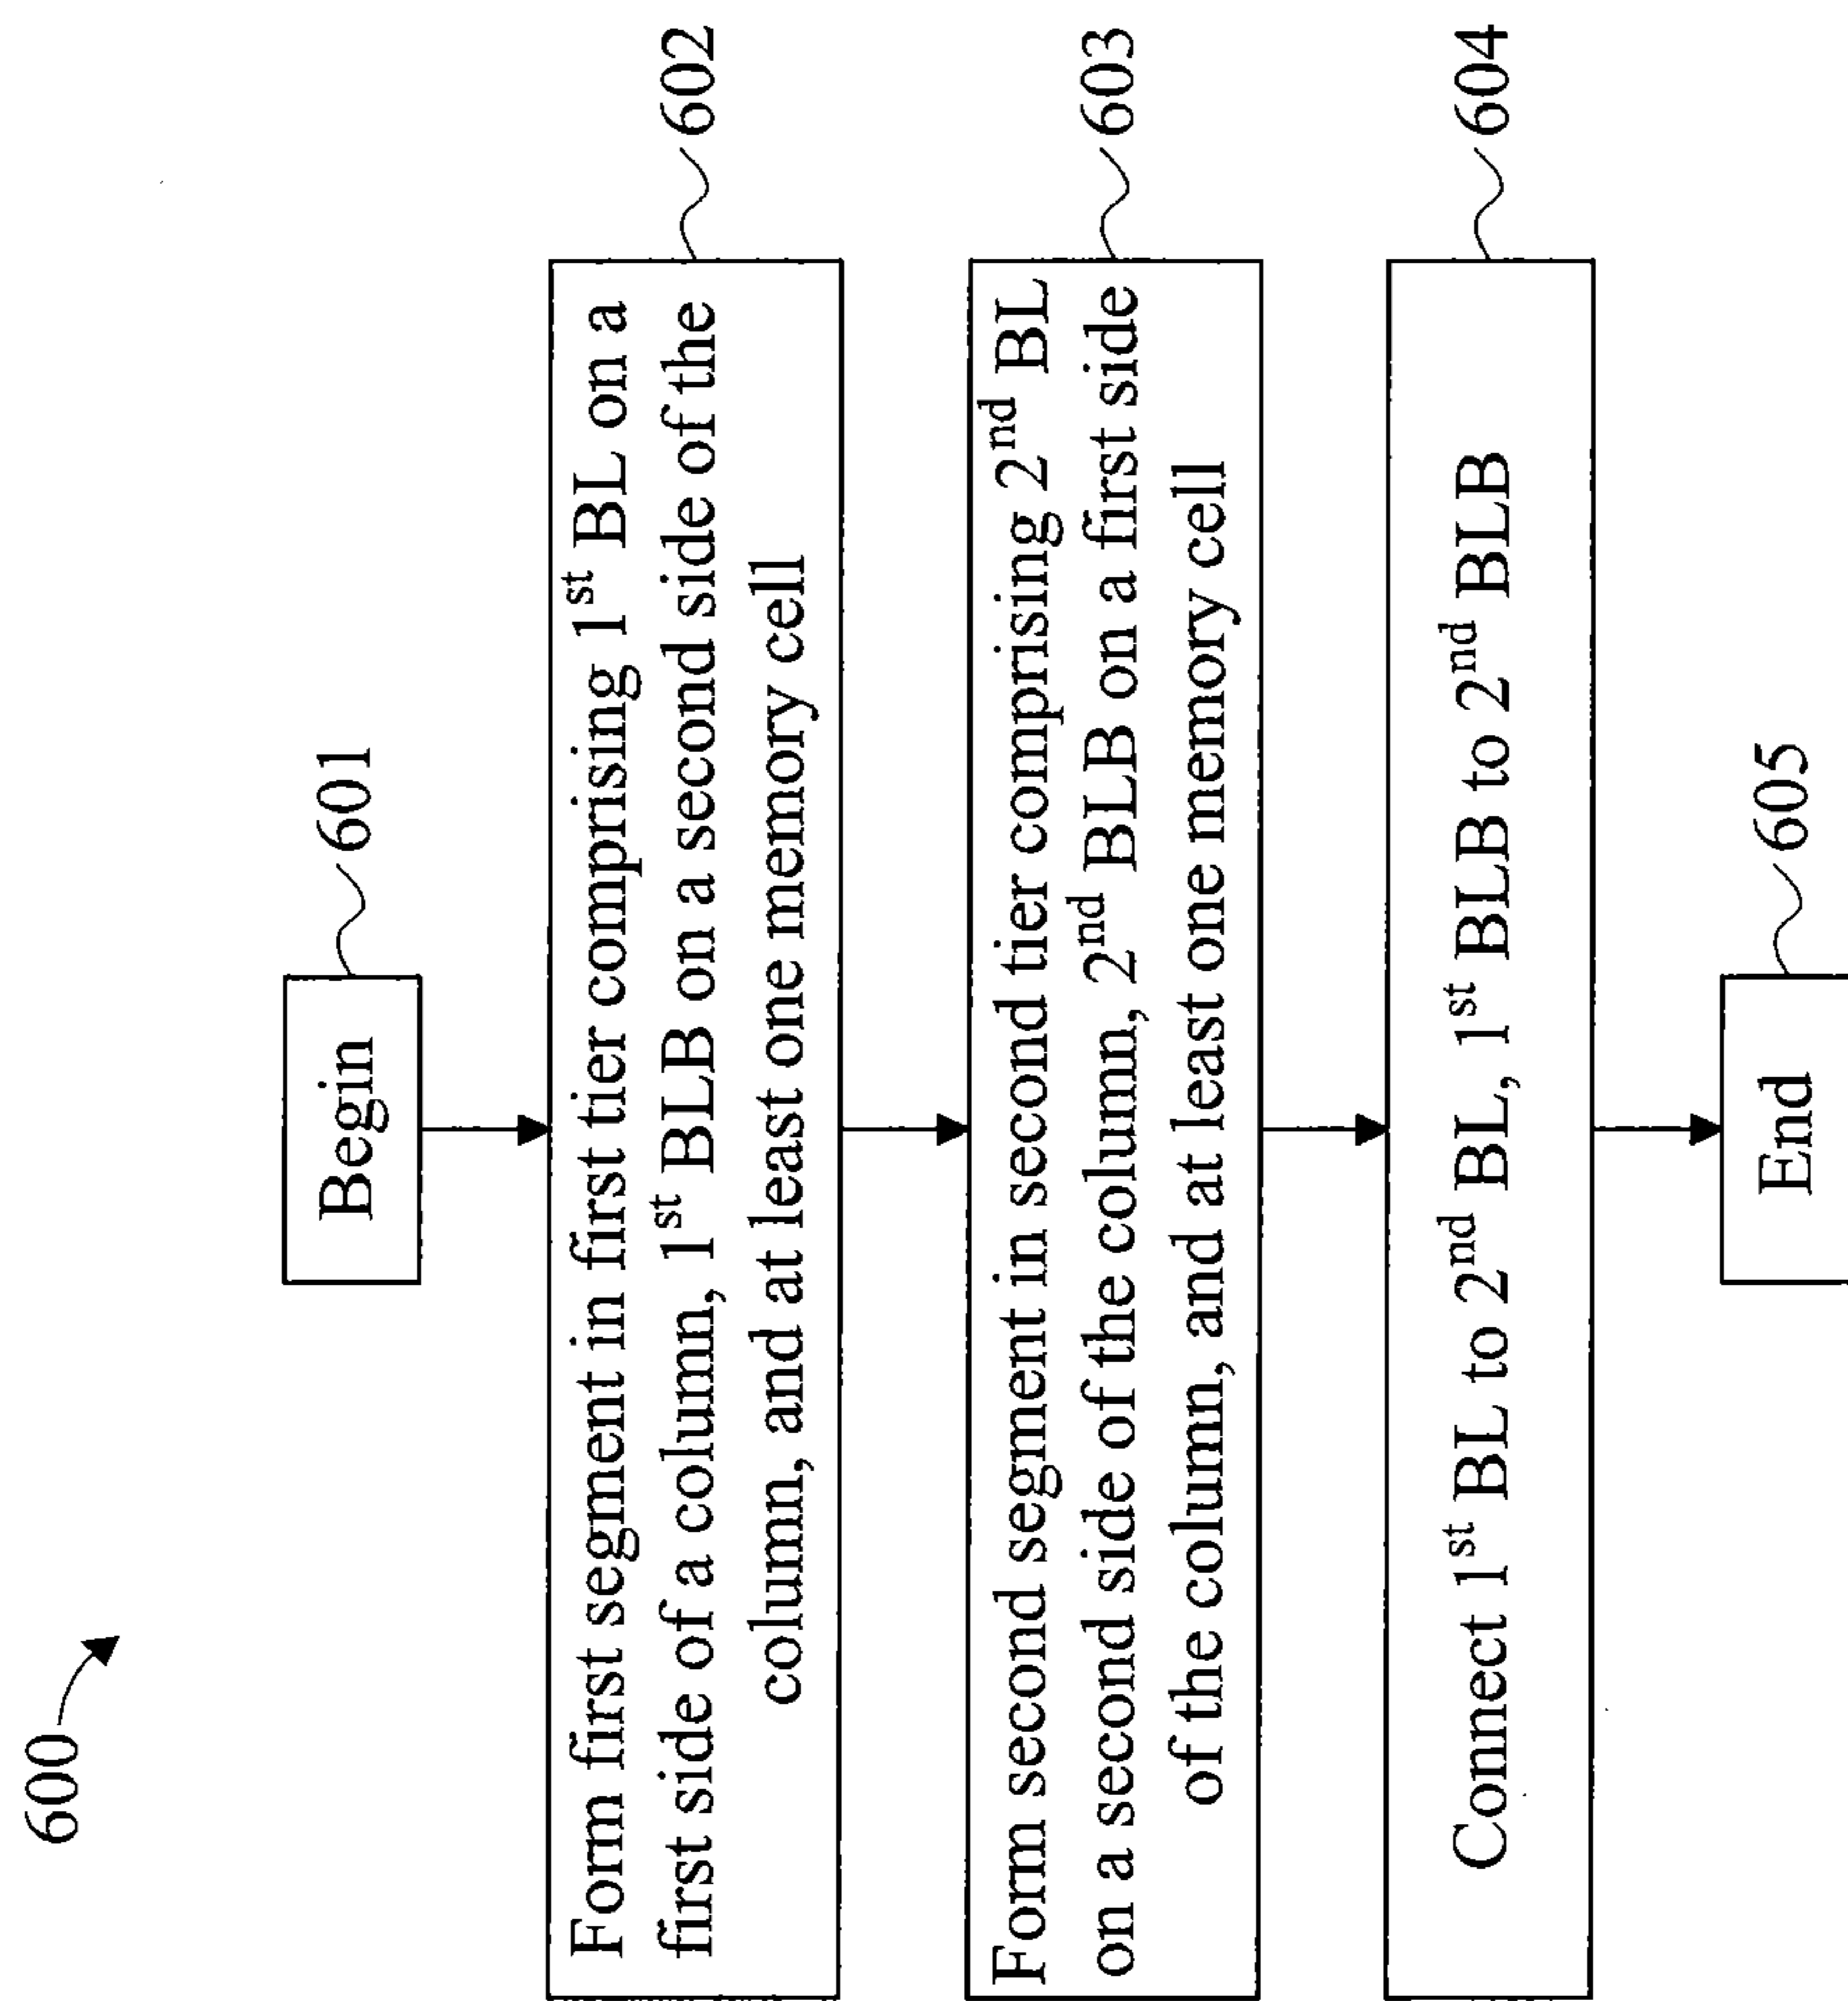 600
Begin
601
Form first segment in first tier comprising 1st BL on a
first side of a column, 1st BLB on a second side of the
column, and at least one memory cell
602
Form second segment in second tier comprising 2nd BL
on a second side of the column, 2nd BLB on a first side
of the column, and at least one memory cell
603
Connect 1st BL to 2nd BL, 1st BLB to 2nd BLB
604
End
605